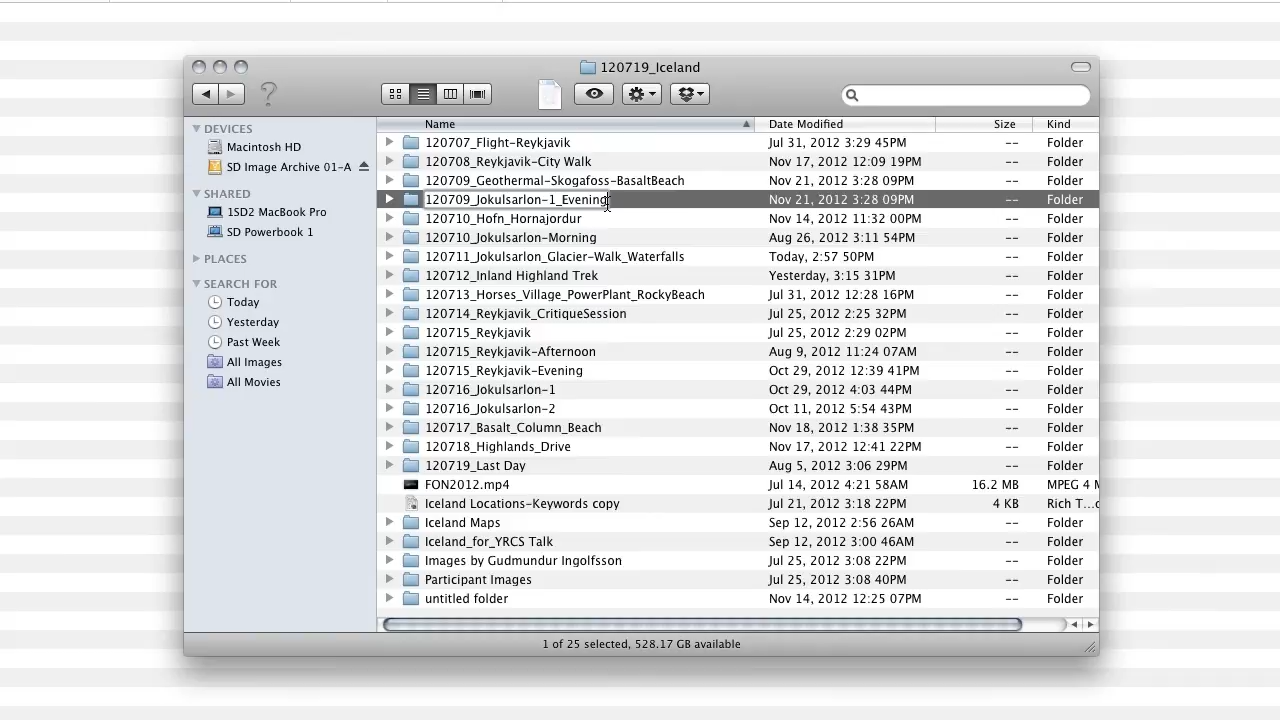 120719_Iceland
Name Date Modified Size Kind
DEVICES
Macintosh HD
SD Image Archive 01-A
SHARED
1SD2 MacBook Pro
SD Powerbook 1
PLACES
SEARCH FOR
Today
Yesterday
Past Week
All Images
All Movies
120707_Flight-Reykjavik Jul 31, 2012 3:29 45PM -- Folder
120708_Reykjavik-City Walk Nov 17, 2012 12:09 19PM -- Folder
120709_Geothermal-Skogafoss-BasaltBeach Nov 21, 2012 3:28 09PM -- Folder
120709_Jokulsarlon-1_Evening Nov 21, 2012 3:28 09PM -- Folder
120710_Hofn_Hornajordur Nov 14, 2012 11:32 00PM -- Folder
120710_Jokulsarlon-Morning Aug 26, 2012 3:11 54PM -- Folder
120711_Jokulsarlon_Glacier-Walk_Waterfalls Today, 2:57 50PM -- Folder
120712_Inland Highland Trek Yesterday, 3:15 31PM -- Folder
120713_Horses_Village_PowerPlant_RockyBeach Jul 31, 2012 12:28 16PM -- Folder
120714_Reykjavik_CritiqueSession Jul 25, 2012 2:25 32PM -- Folder
120715_Reykjavik Jul 25, 2012 2:29 02PM -- Folder
120715_Reykjavik-Afternoon Aug 9, 2012 11:24 07AM -- Folder
120715_Reykjavik-Evening Oct 29, 2012 12:39 41PM -- Folder
120716_Jokulsarlon-1 Oct 29, 2012 4:03 44PM -- Folder
120716_Jokulsarlon-2 Oct 11, 2012 5:54 43PM -- Folder
120717_Basalt_Column_Beach Nov 18, 2012 1:38 35PM -- Folder
120718_Highlands_Drive Nov 17, 2012 12:41 22PM -- Folder
120719_Last Day Aug 5, 2012 3:06 29PM -- Folder
FON2012.mp4 Jul 14, 2012 4:21 58AM 16.2 MB MPEG 4 M
Iceland Locations-Keywords copy Jul 21, 2012 3:18 22PM 4 KB Rich T...c
Iceland Maps Sep 12, 2012 2:56 26AM -- Folder
Iceland_for_YRCS Talk Sep 12, 2012 3:00 46AM -- Folder
Images by Gudmundur Ingolfsson Jul 25, 2012 3:08 22PM -- Folder
Participant Images Jul 25, 2012 3:08 40PM -- Folder
untitled folder Nov 14, 2012 12:25 07PM -- Folder
1 of 25 selected, 528.17 GB available